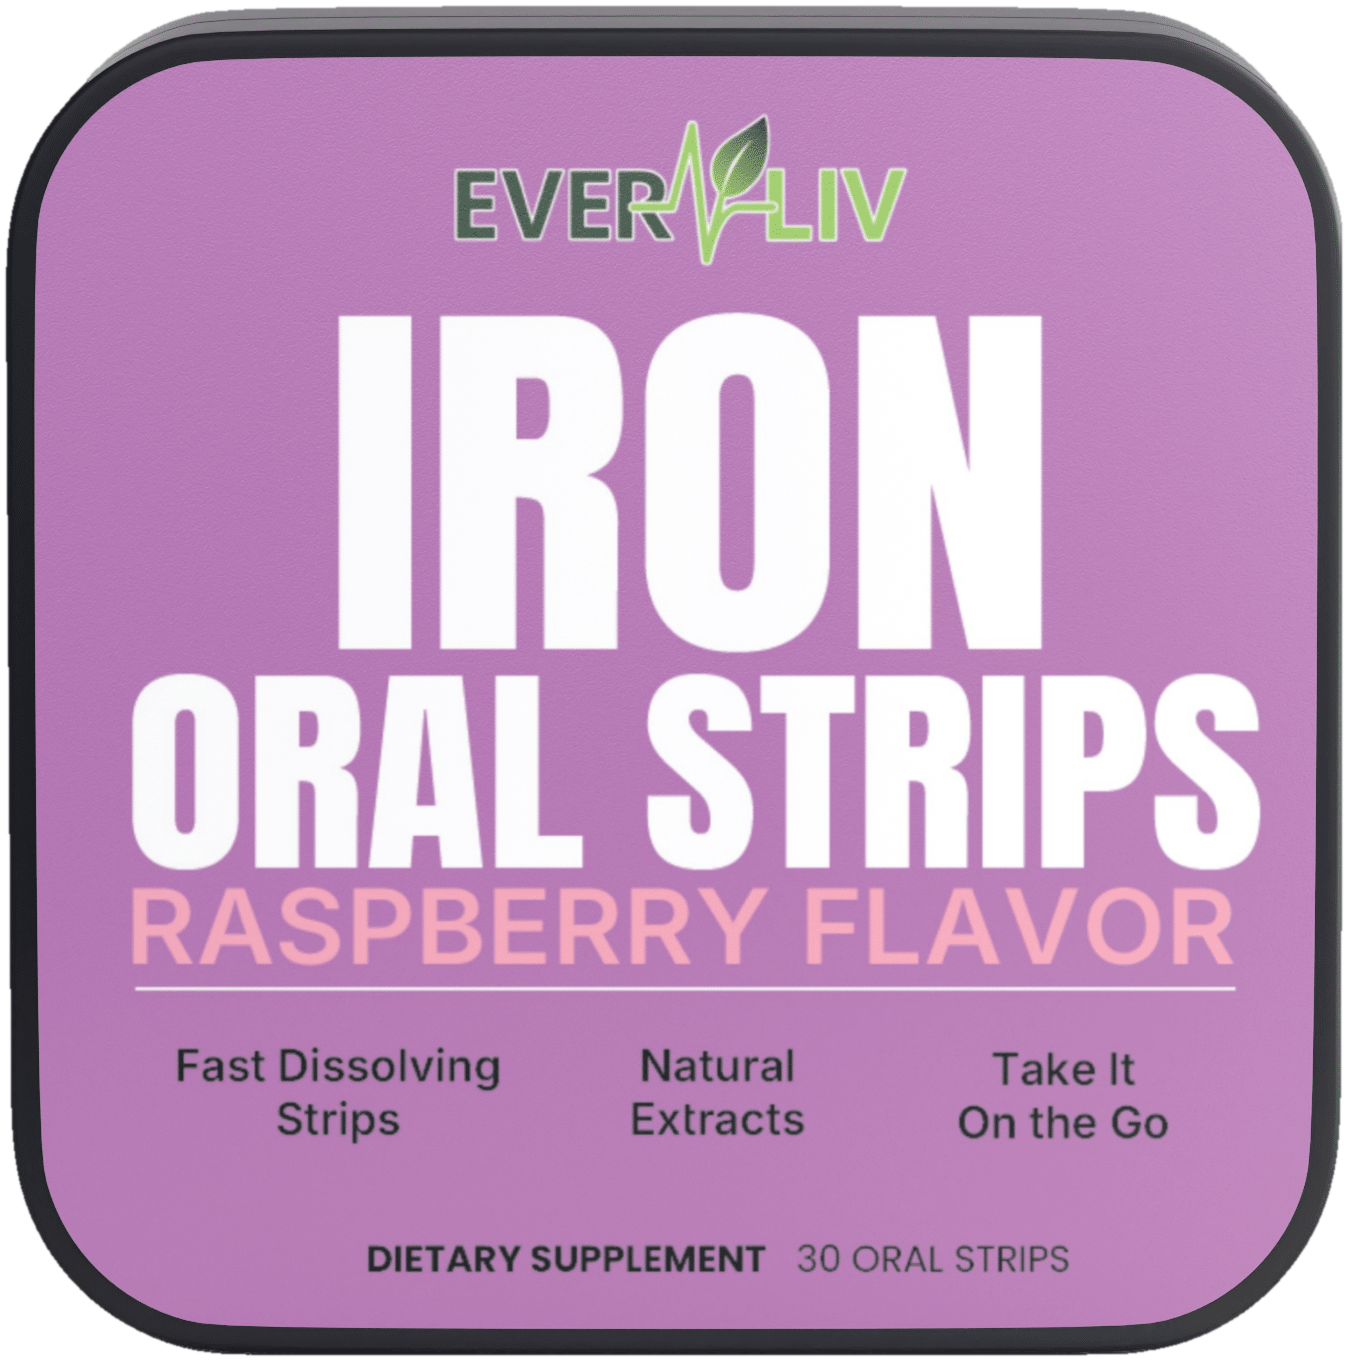 EVERLIV
IRON
ORAL STRIPS
RASPBERRY FLAVOR
Fast Dissolving
Strips
Natural
Extracts
Take It
On the Go
DIETARY SUPPLEMENT 30 ORAL STRIPS